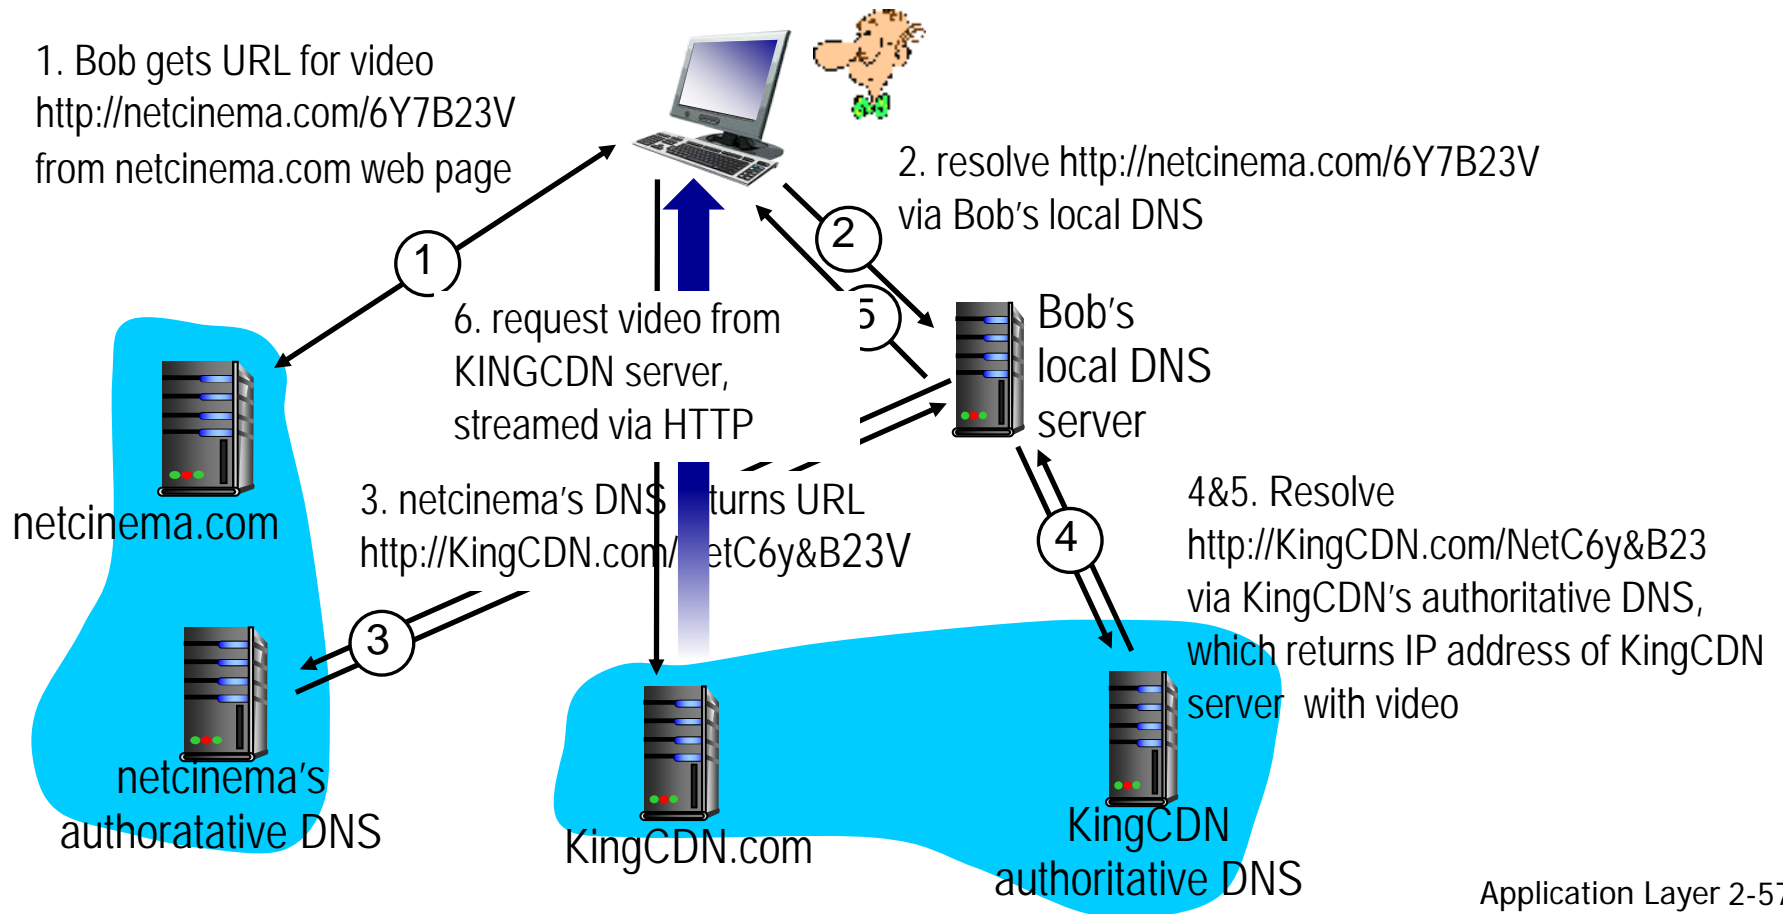 1. Bob gets URL for video
http://netcinema.com/6Y7B23V
from netcinema.com web page
2. resolve http://netcinema.com/6Y7B23V
via Bob's local DNS
1
2
5
6. request video from
KINGCDN server,
streamed via HTTP
Bob's
local DNS
server
netcinema.com
3. netcinema's DNS turns URL
http://KingCDN.com/ etC6y&B23V
4&5. Resolve
http://KingCDN.com/NetC6y&B23
via KingCDN's authoritative DNS,
which returns IP address of KingCDN
server with video
4
3
netcinema's
authoratative DNS
KingCDN.com
KingCDN
authoritative DNS
Application Layer 2-57